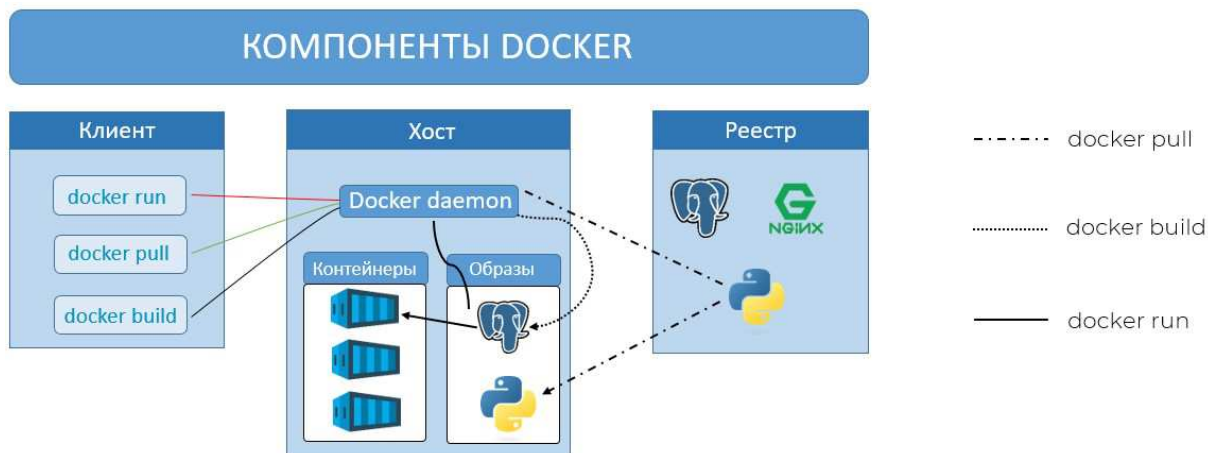 КОМПОНЕНТЫ DOCKER
Клиент
docker run
docker pull
docker build
Хост
Docker daemon
Контейнеры
Образы
Реестр
NGiNX
docker pull
docker build
docker run